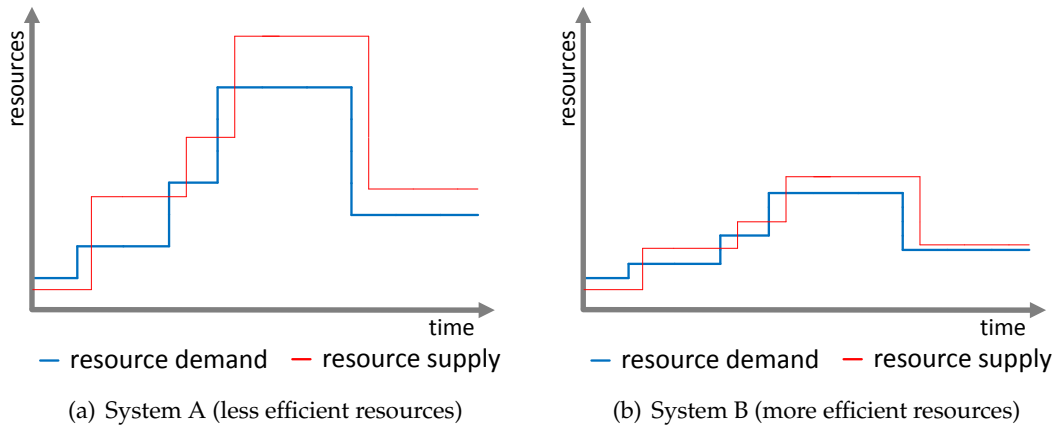 resources
time
resource demand resource supply
(a) System A (less efficient resources)
resources
time
resource demand resource supply
(b) System B (more efficient resources)